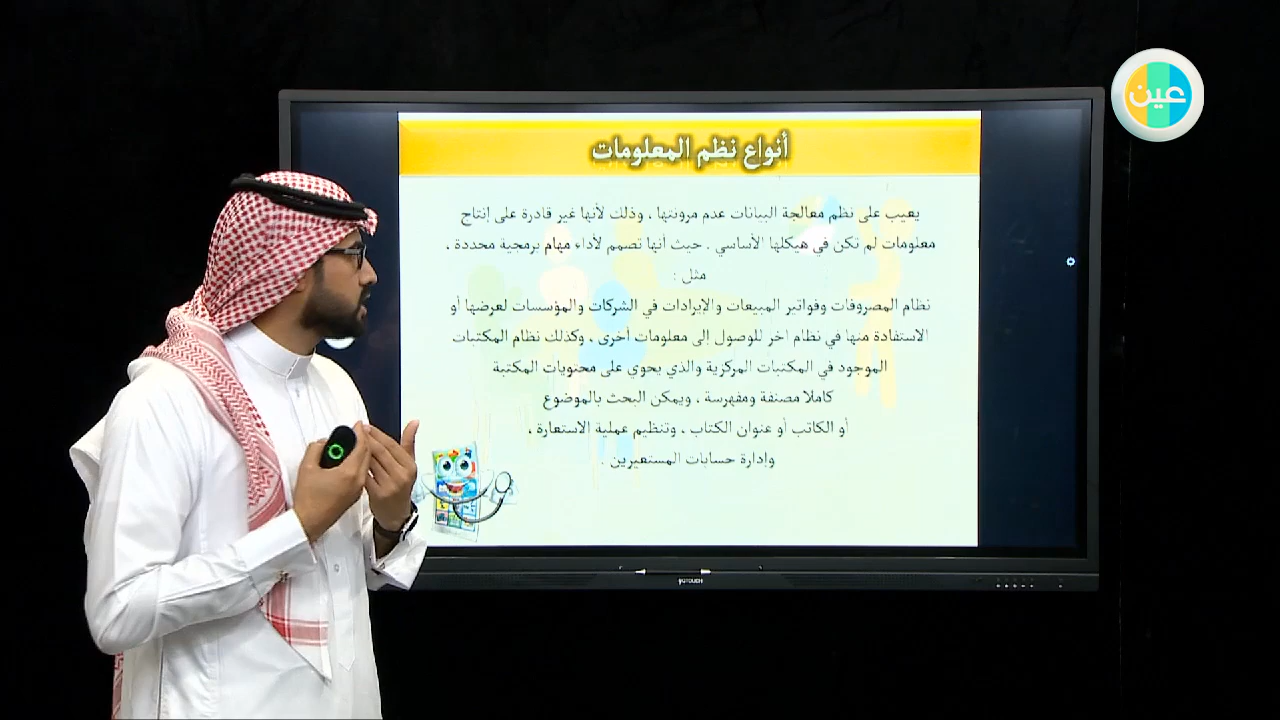 عين
أنواع نظم المعلومات
يعيب على نظم معالجة البيانات عدم مرونتها ، وذلك لأنها غير قادرة على إنتاج
معلومات لم تكن في هيكلها الأساسي . حيث أنها تصمم لأداء مهام برمجية محددة ،
مثل :
نظام المصروفات وفواتير المبيعات والإيرادات في الشركات والمؤسسات لعرضها أو
الاستفادة منها في نظام اخر للوصول إلى معلومات أخرى ، وكذلك نظام المكتبات
الموجود في المكتبات المركزية والذي يحوي على محتويات المكتبة
كاملا مصنفة ومفهرسة ، ويمكن البحث بالموضوع
أو الكاتب أو عنوان الكتاب ، وتنظيم عملية الاستعارة ،
وإدارة حسابات المستعيرين .